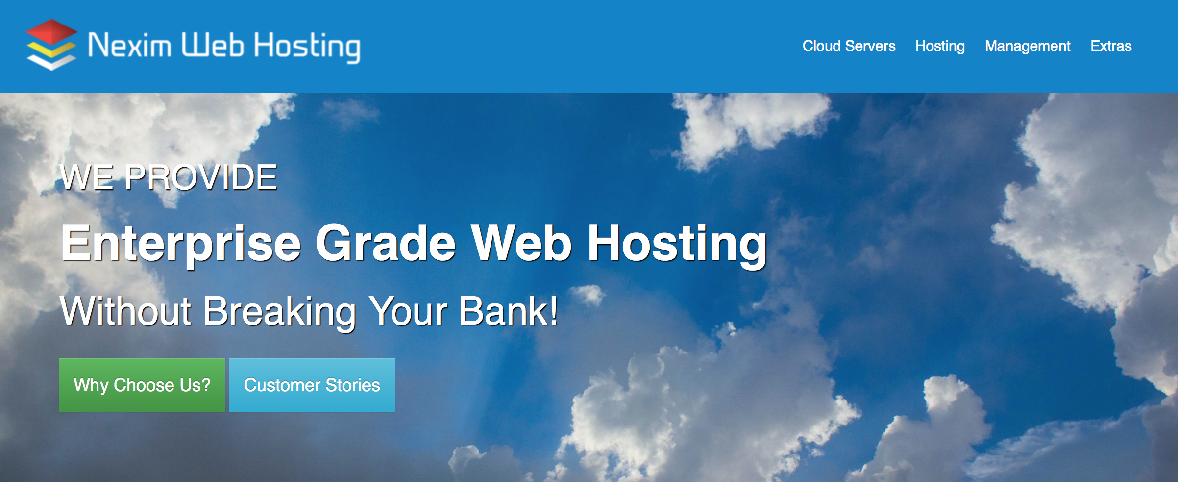 Nexim Web Hosting
Cloud Servers Hosting Management Extras
WE PROVIDE
Enterprise Grade Web Hosting
Without Breaking Your Bank!
Why Choose Us? Customer Stories